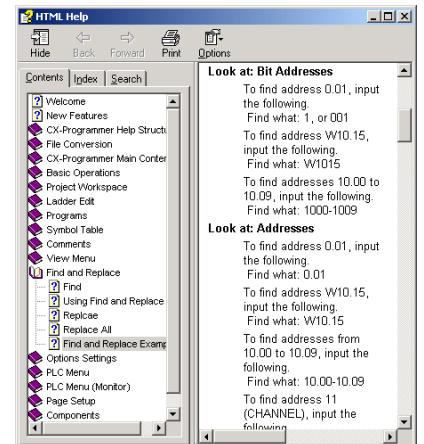 HTML Help
Hide Back Forward Print Options
Contents Index Search
Welcome
New Features
CX-Programmer Help Structu
File Conversion
CX-Programmer Main Conter
Basic Operations
Project Workspace
Ladder Edit
Programs
Symbol Table
Comments
View Menu
Find and Replace
Find
Using Find and Replace
Replcae
Replace All
Find and Replace Examp
Options Settings
PLC Menu
PLC Menu (Monitor)
Page Setup
Components
Look at: Bit Addresses
To find address 0.01, input
the following.
Find what: 1, or 001
To find address W10.15,
input the following.
Find what: W1015
To find addresses 10.00 to
10.09, input the following.
Find what: 1000-1009
Look at: Addresses
To find address 0.01, input
the following.
Find what: 0.01
To find address W10.15,
input the following.
Find what: W10.15
To find addresses from
10.00 to 10.09, input the
following.
Find what: 10.00-10.09
To find address 11
(CHANNEL), input the
following